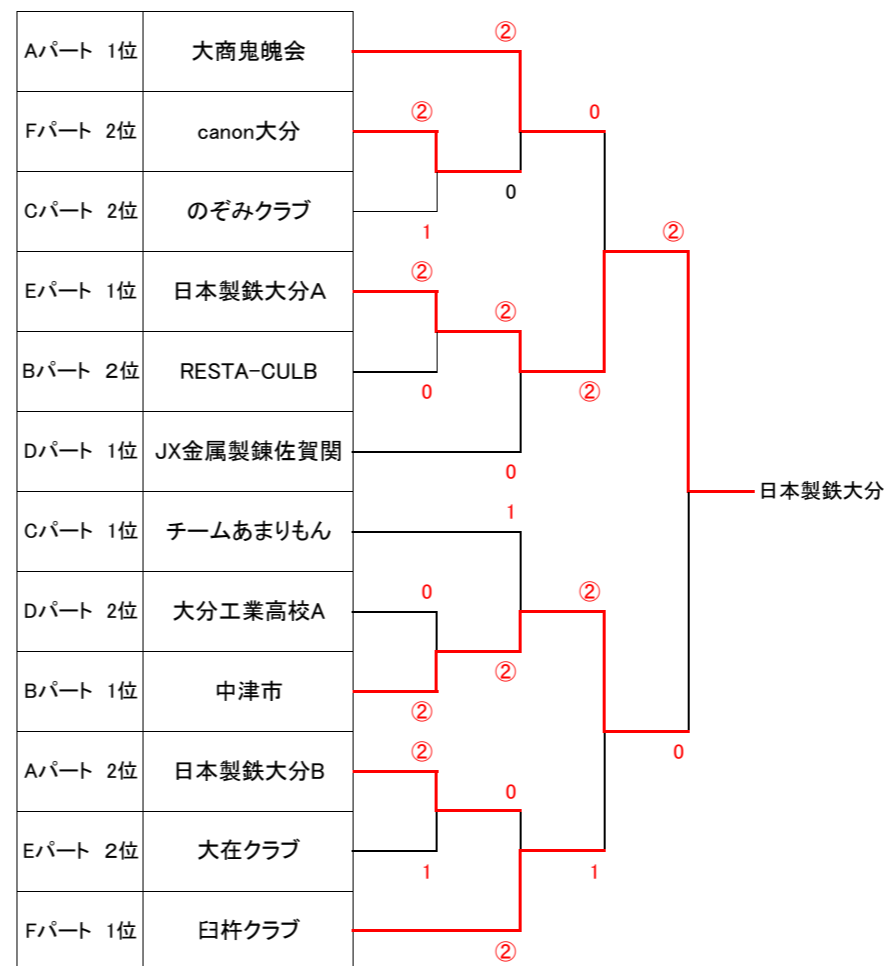 ②
Aパート 1位 大商鬼魄会
② 0
Fパート 2位 canon大分
0
Cパート 2位 のぞみクラブ
1 ②
②
Eパート 1位 日本製鉄大分A
②
Bパート 2位 RESTA-CULB
0 ②
Dパート 1位 JX金属製錬佐賀関
0
日本製鉄大分
1
Cパート 1位 チームあまりもん
0 ②
Dパート 2位 大分工業高校A
②
Bパート 1位 中津市
②
② 0
Aパート 2位 日本製鉄大分B
0
Eパート 2位 大在クラブ
1 1
Fパート 1位 臼杵クラブ
②